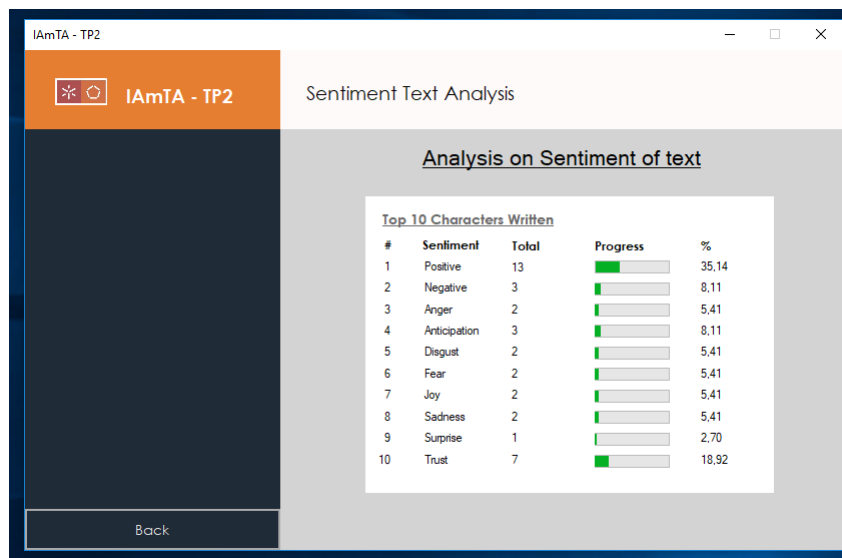 IAmTA - TP2
IAmTA - TP2
Sentiment Text Analysis
Analysis on Sentiment of text
Top 10 Characters Written
# Sentiment Total Progress %
1 Positive 13 35,14
2 Negative 3 8,11
3 Anger 2 5,41
4 Anticipation 3 8,11
5 Disgust 2 5,41
6 Fear 2 5,41
7 Joy 2 5,41
8 Sadness 2 5,41
9 Surprise 1 2,70
10 Trust 7 18,92
Back